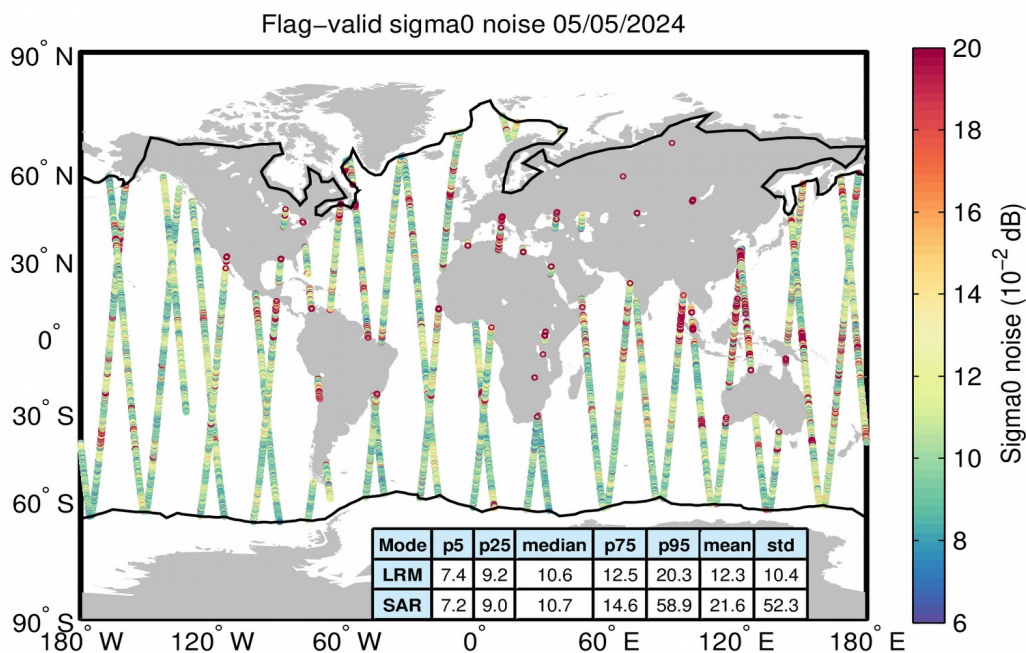 Flag−valid sigma0 noise 05/05/2024
90° N
60° N
30° N
0°
30° S
60° S
90° S
180° W 120° W 60° W 0° 60° E 120° E 180° E
Mode p5 p25 median p75 p95 mean std
LRM 7.4 9.2 10.6 12.5 20.3 12.3 10.4
SAR 7.2 9.0 10.7 14.6 58.9 21.6 52.3
20
18
16
14
12
10
8
6
Sigma0 noise (10⁻² dB)